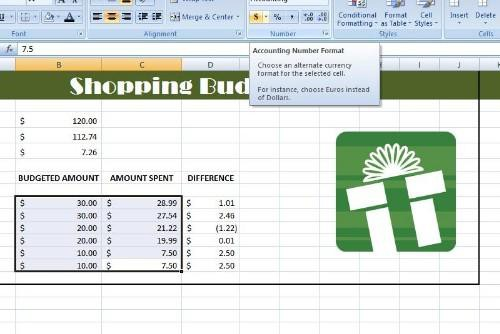 Merge & Center
$ % ,
Conditional Formatting
Format as Table
Cell Styles
Insert
Delete
Font
Alignment
Number
Styles
Cells
fx 7.5
Accounting Number Format
Choose an alternate currency format for the selected cell.
For instance, choose Euros instead of Dollars.
B C D I J
Shopping Bud
$ 120.00
$ 112.74
$ 7.26
BUDGETED AMOUNT AMOUNT SPENT DIFFERENCE
$ 30.00 $ 28.99 $ 1.01
$ 30.00 $ 27.54 $ 2.46
$ 20.00 $ 21.22 $ (1.22)
$ 20.00 $ 19.99 $ 0.01
$ 10.00 $ 7.50 $ 2.50
$ 10.00 $ 7.50 $ 2.50